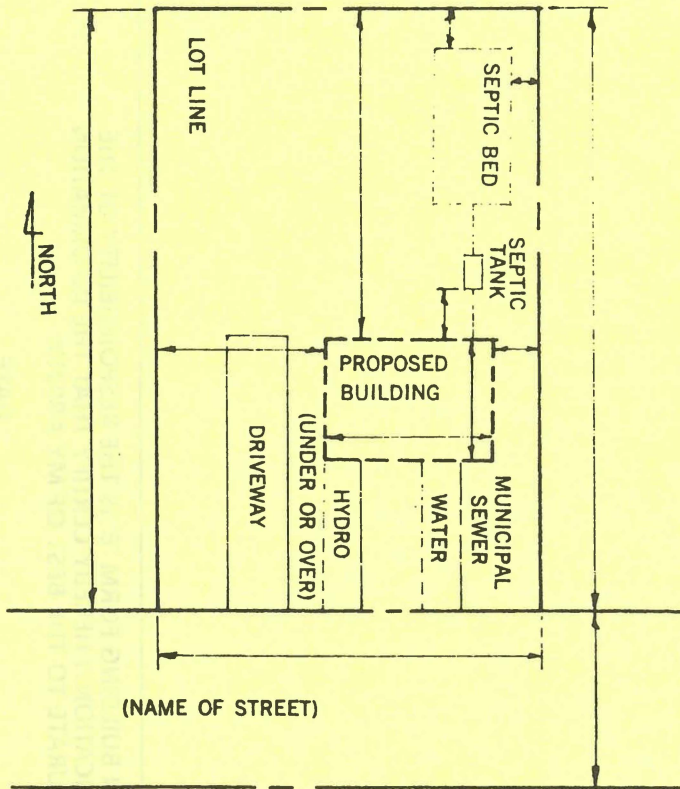 LOT LINE
SEPTIC BED
SEPTIC
TANK
NORTH
PROPOSED
BUILDING
DRIVEWAY
(UNDER OR OVER)
HYDRO
WATER
MUNICIPAL
SEWER
(NAME OF STREET)